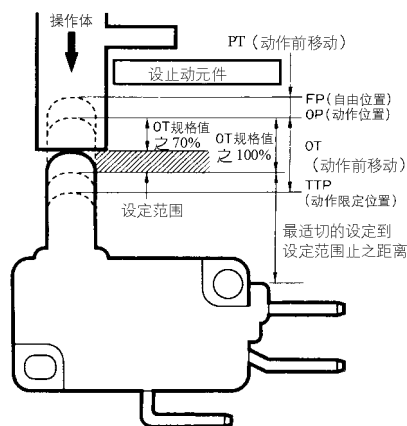 操作体
PT(动作前移动)
设止动元件
FP(自由位置)
OP(动作位置)
OT规格值
之70%
OT规格值
之100%
OT
(动作前移动)
TTP
(动作限定位置)
设定范围
最适切的设定到
设定范围止之距离